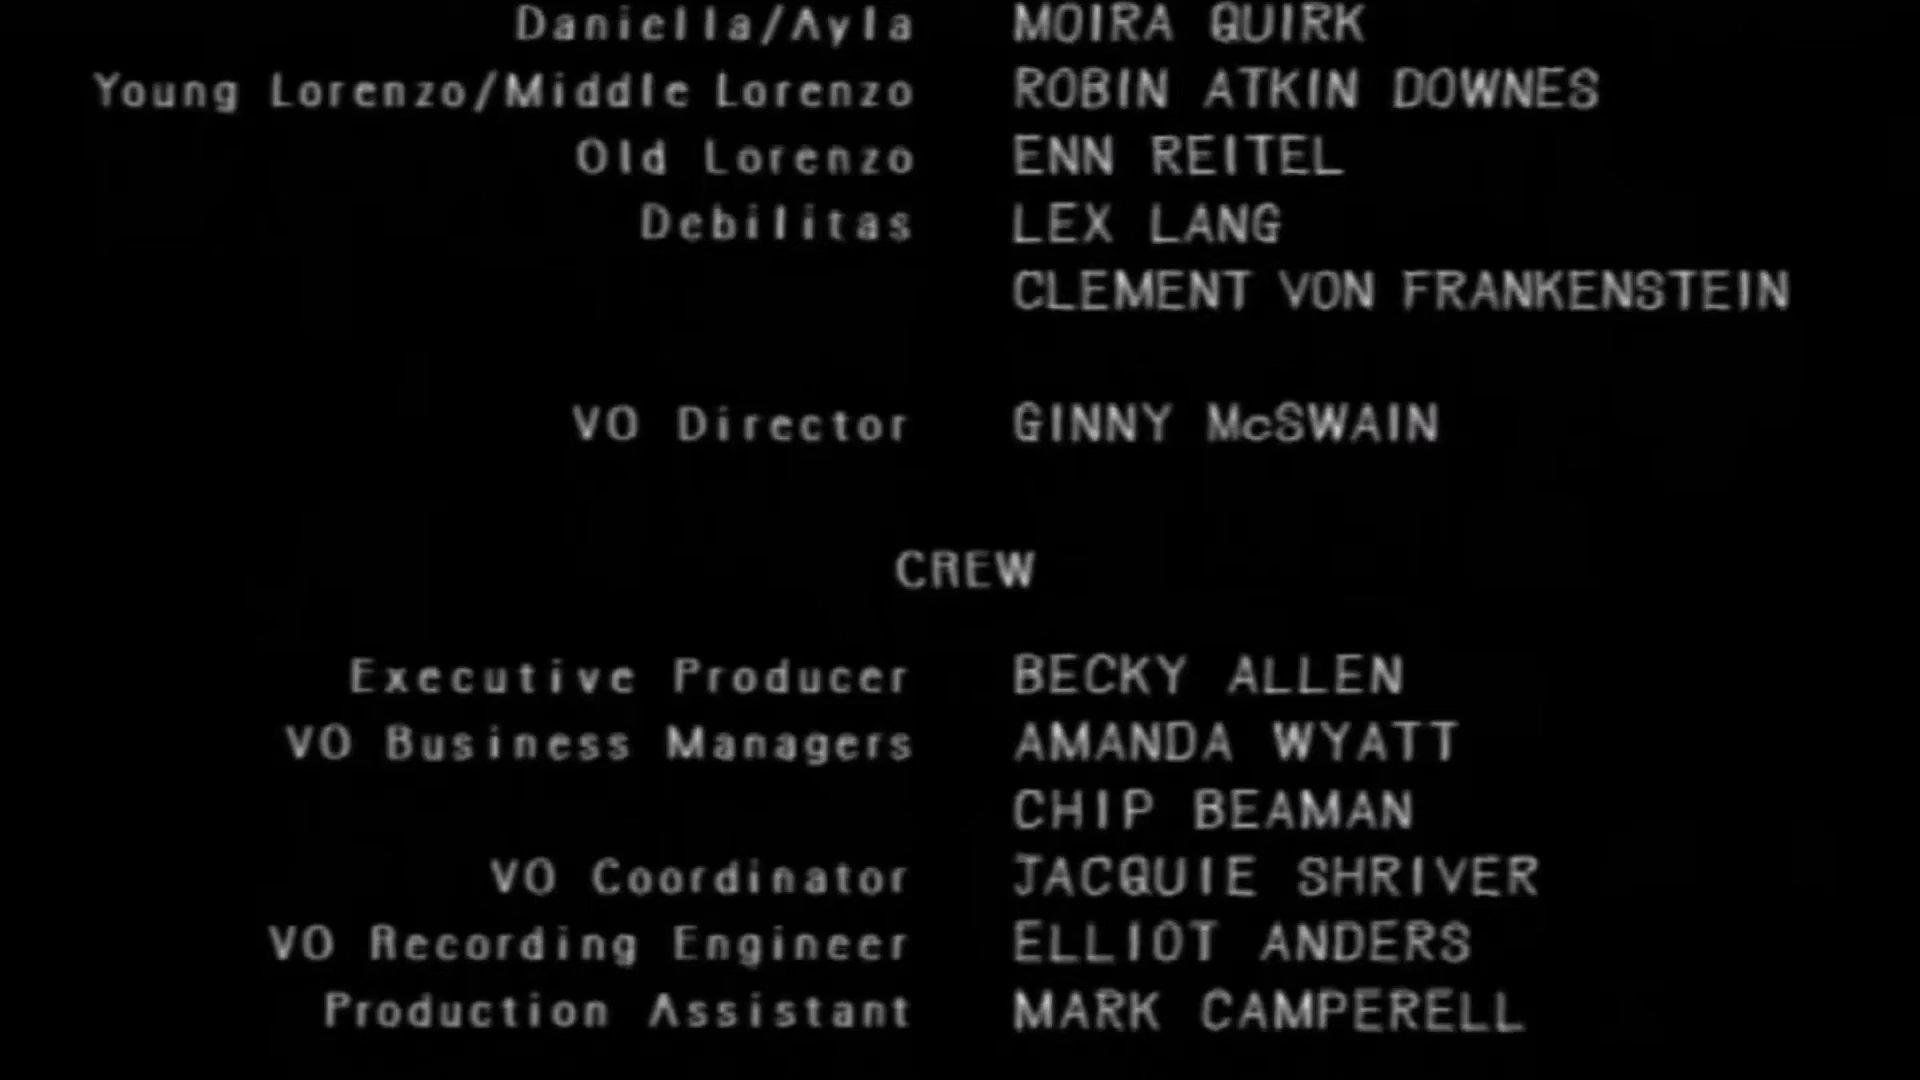 Daniella/Ayla MOIRA QUIRK
Young Lorenzo/Middle Lorenzo ROBIN ATKIN DOWNES
Old Lorenzo ENN REITEL
Debilitas LEX LANG
CLEMENT VON FRANKENSTEIN
VO Director GINNY McSWAIN
CREW
Executive Producer BECKY ALLEN
VO Business Managers AMANDA WYATT
CHIP BEAMAN
VO Coordinator JACQUIE SHRIVER
VO Recording Engineer ELLIOT ANDERS
Production Assistant MARK CAMPERELL